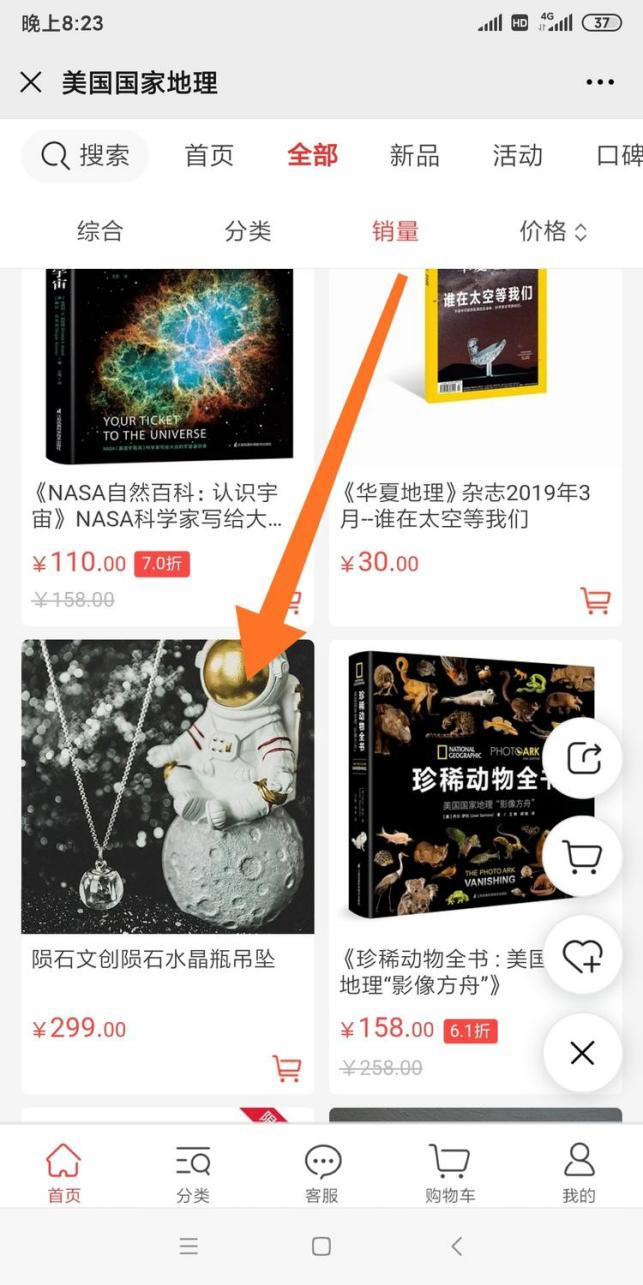 晚上8:23
HD
4G
37
美国国家地理
搜索
首页
全部
新品
活动
口碑
综合
分类
销量
价格
宇宙
YOUR TICKET
TO THE UNIVERSE
谁在太空等我们
《NASA自然百科：认识宇
宙》NASA科学家写给大...
¥110.00
7.0折
¥158.00
《华夏地理》杂志2019年3
月--谁在太空等我们
¥30.00
珍稀动物全书
NATIONAL
GEOGRAPHIC
PHOTOARK
珍稀动物全书
美国国家地理“影像方舟”
THE PHOTO ARK
VANISHING
陨石文创陨石水晶瓶吊坠
¥299.00
《珍稀动物全书 : 美国
地理“影像方舟”》
¥158.00
6.1折
¥258.00
首页
分类
客服
购物车
我的